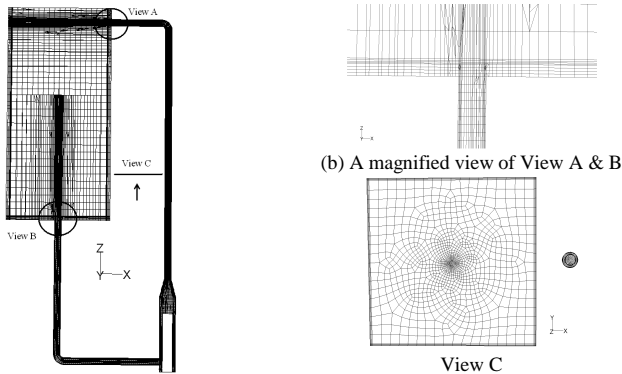 View A
View C
View B
Z
Y X
Z
Y X
(b) A magnified view of View A & B
Y
Z X
View C